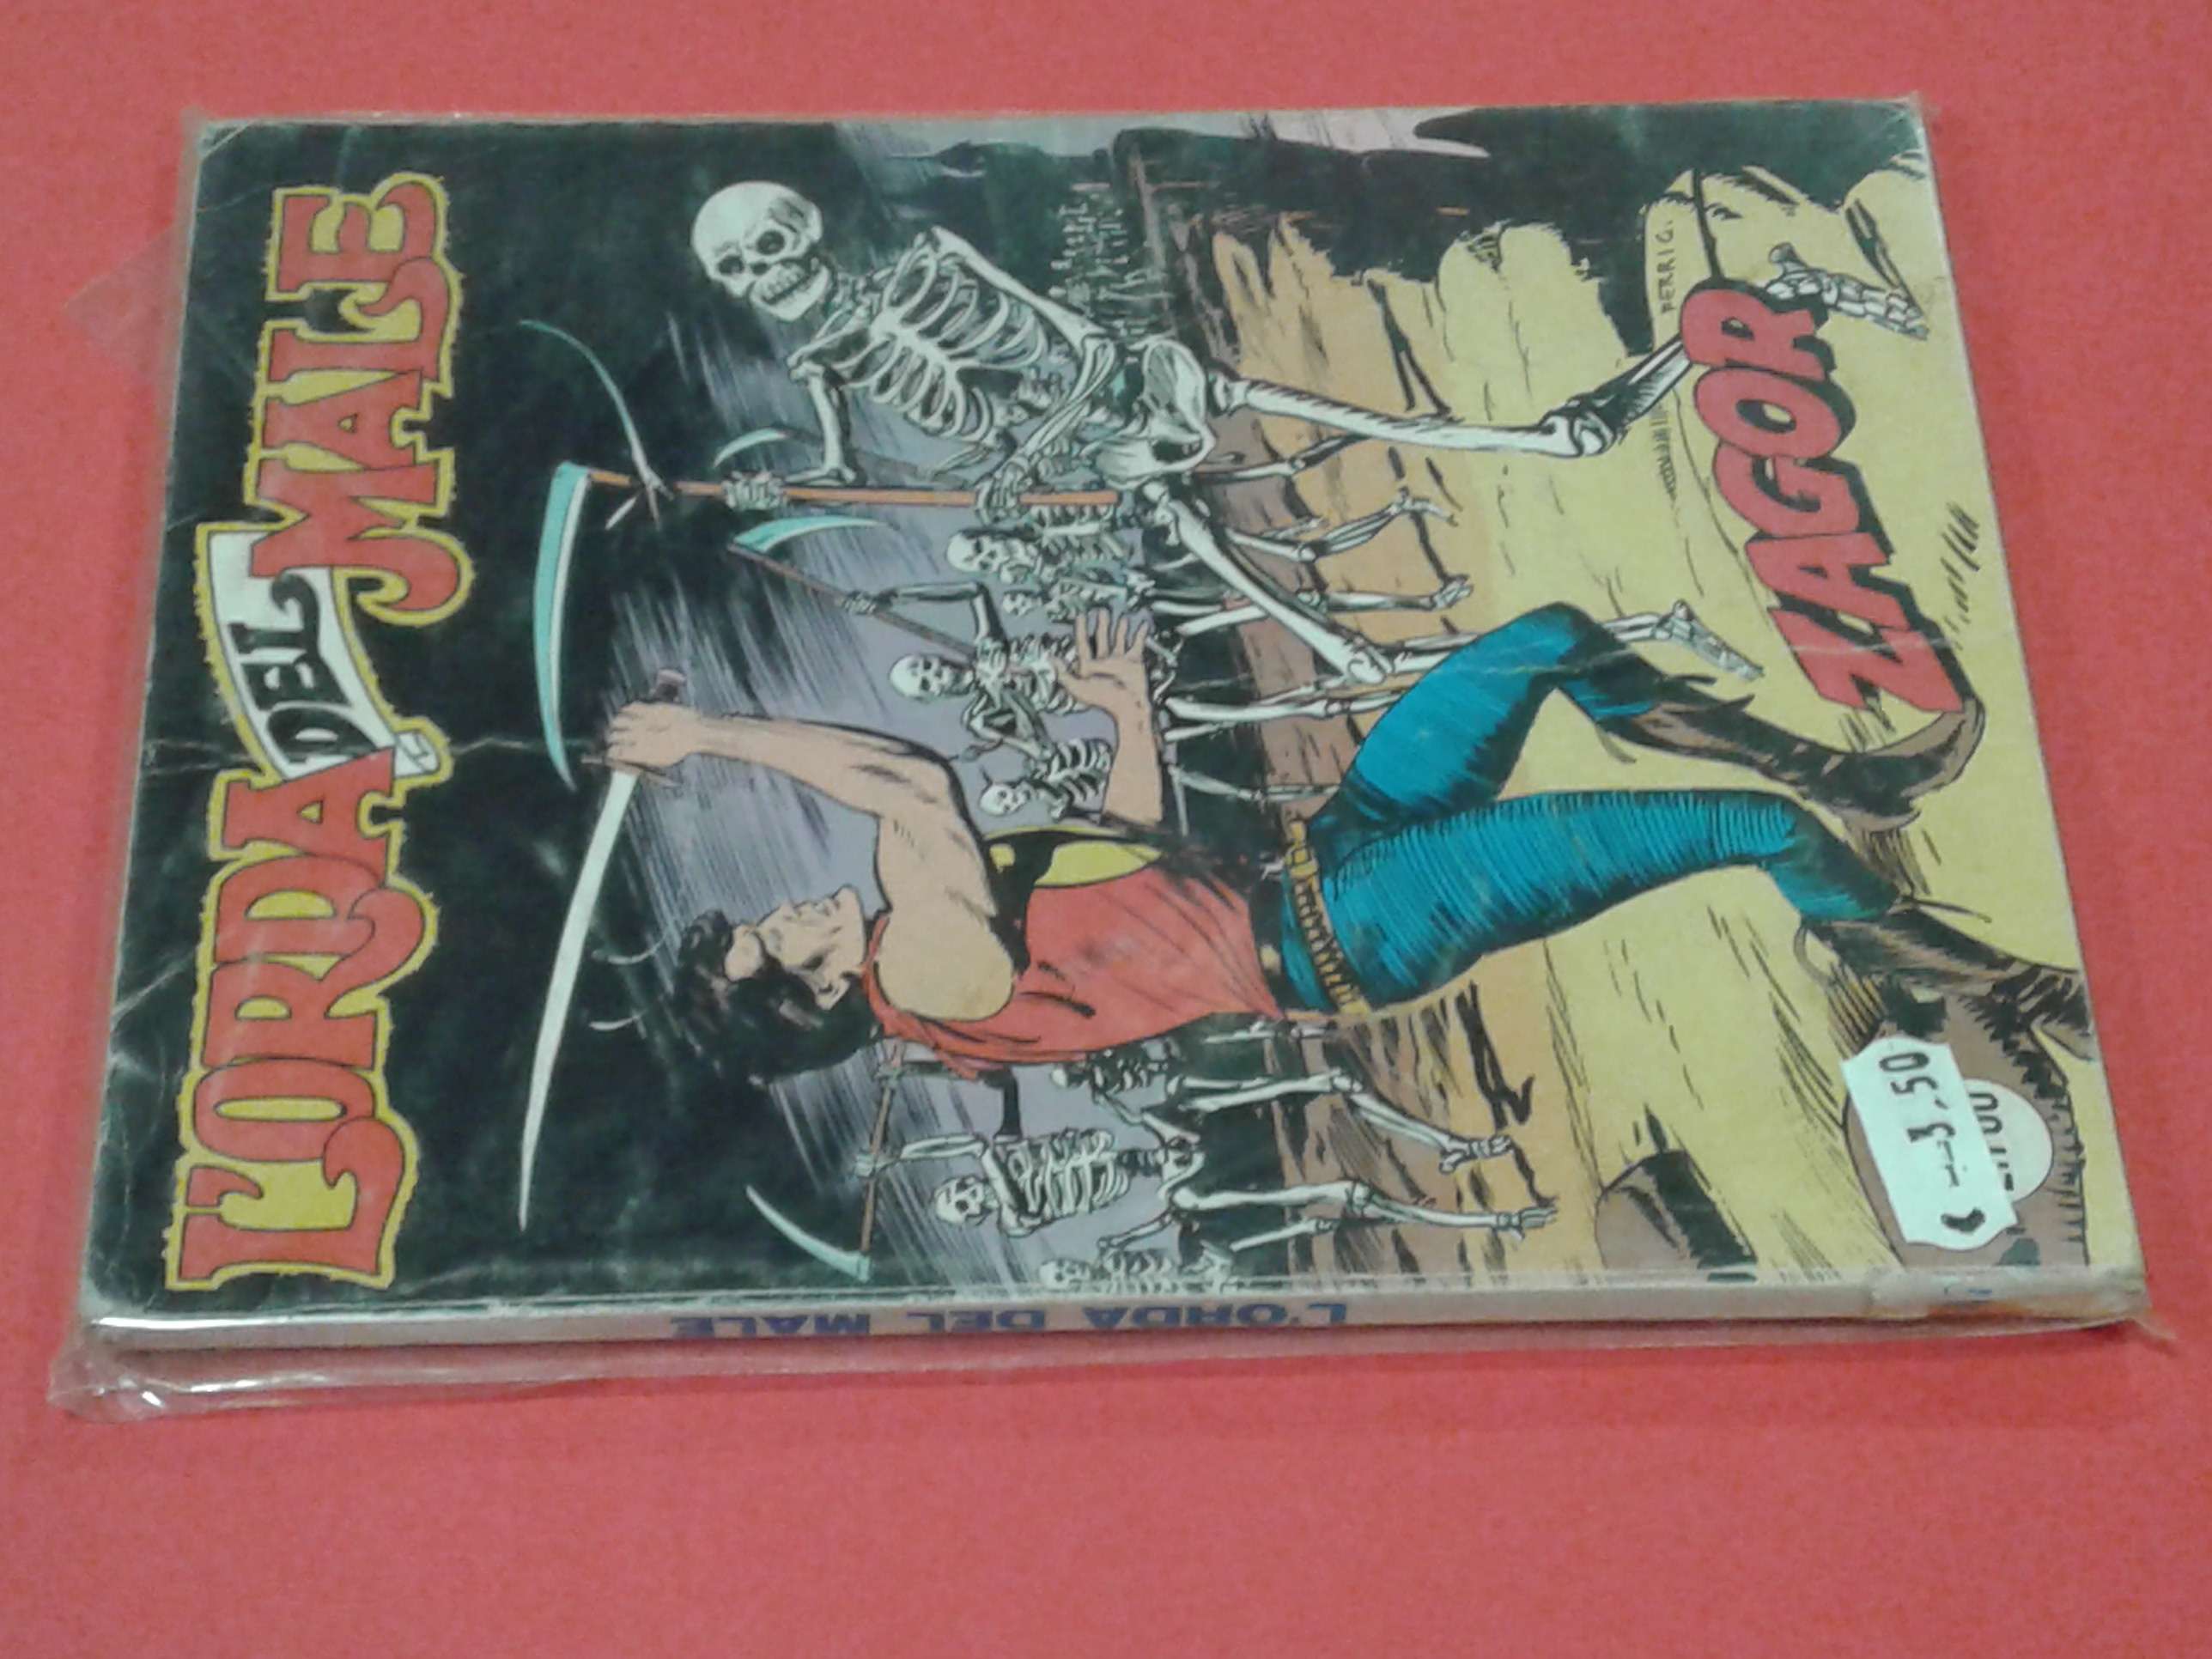 L'ORDA DEL MALE
FERRI G.
ZAGOR
3,50
L'ORDA DEL MALE